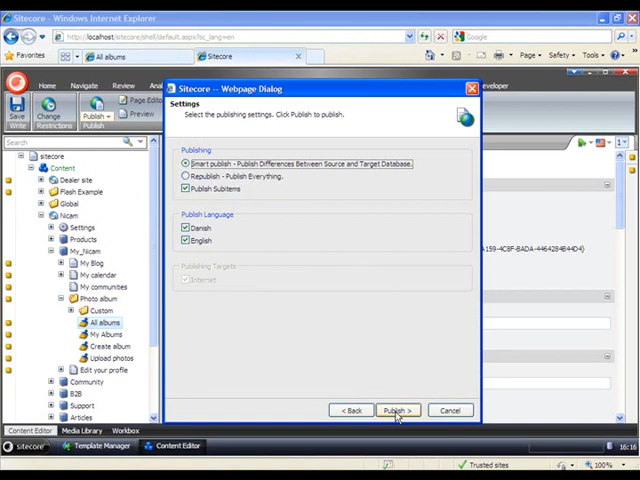 Sitecore - Windows Internet Explorer
http://localhost/sitecore/shell/default.aspx?sc_lang=en
Google
Favorites
All albums
Sitecore
Page
Safety
Tools
Home
Navigate
Review
developer
Save
Write
Change
Restrictions
Publish
Publish
Page Editor
Preview
Search
sitecore
Content
Dealer site
Flash Example
Global
Nicam
Settings
Products
My_Nicam
My Blog
My calendar
My communities
Photo album
Custom
All albums
My Albums
Create album
Upload photos
Edit your profile
Community
B2B
Support
Articles
Sitecore -- Webpage Dialog
Settings
Select the publishing settings. Click Publish to publish.
Publishing
Smart publish - Publish Differences Between Source and Target Database.
Republish - Publish Everything.
Publish Subitems
Publish Language
Danish
English
Publishing Targets
Internet
< Back
Publish >
Cancel
A159-4C8F-BADA-4464284B44D4}
Content Editor
Media Library
Workbox
sitecore
Template Manager
Content Editor
16:16
Trusted sites
100%